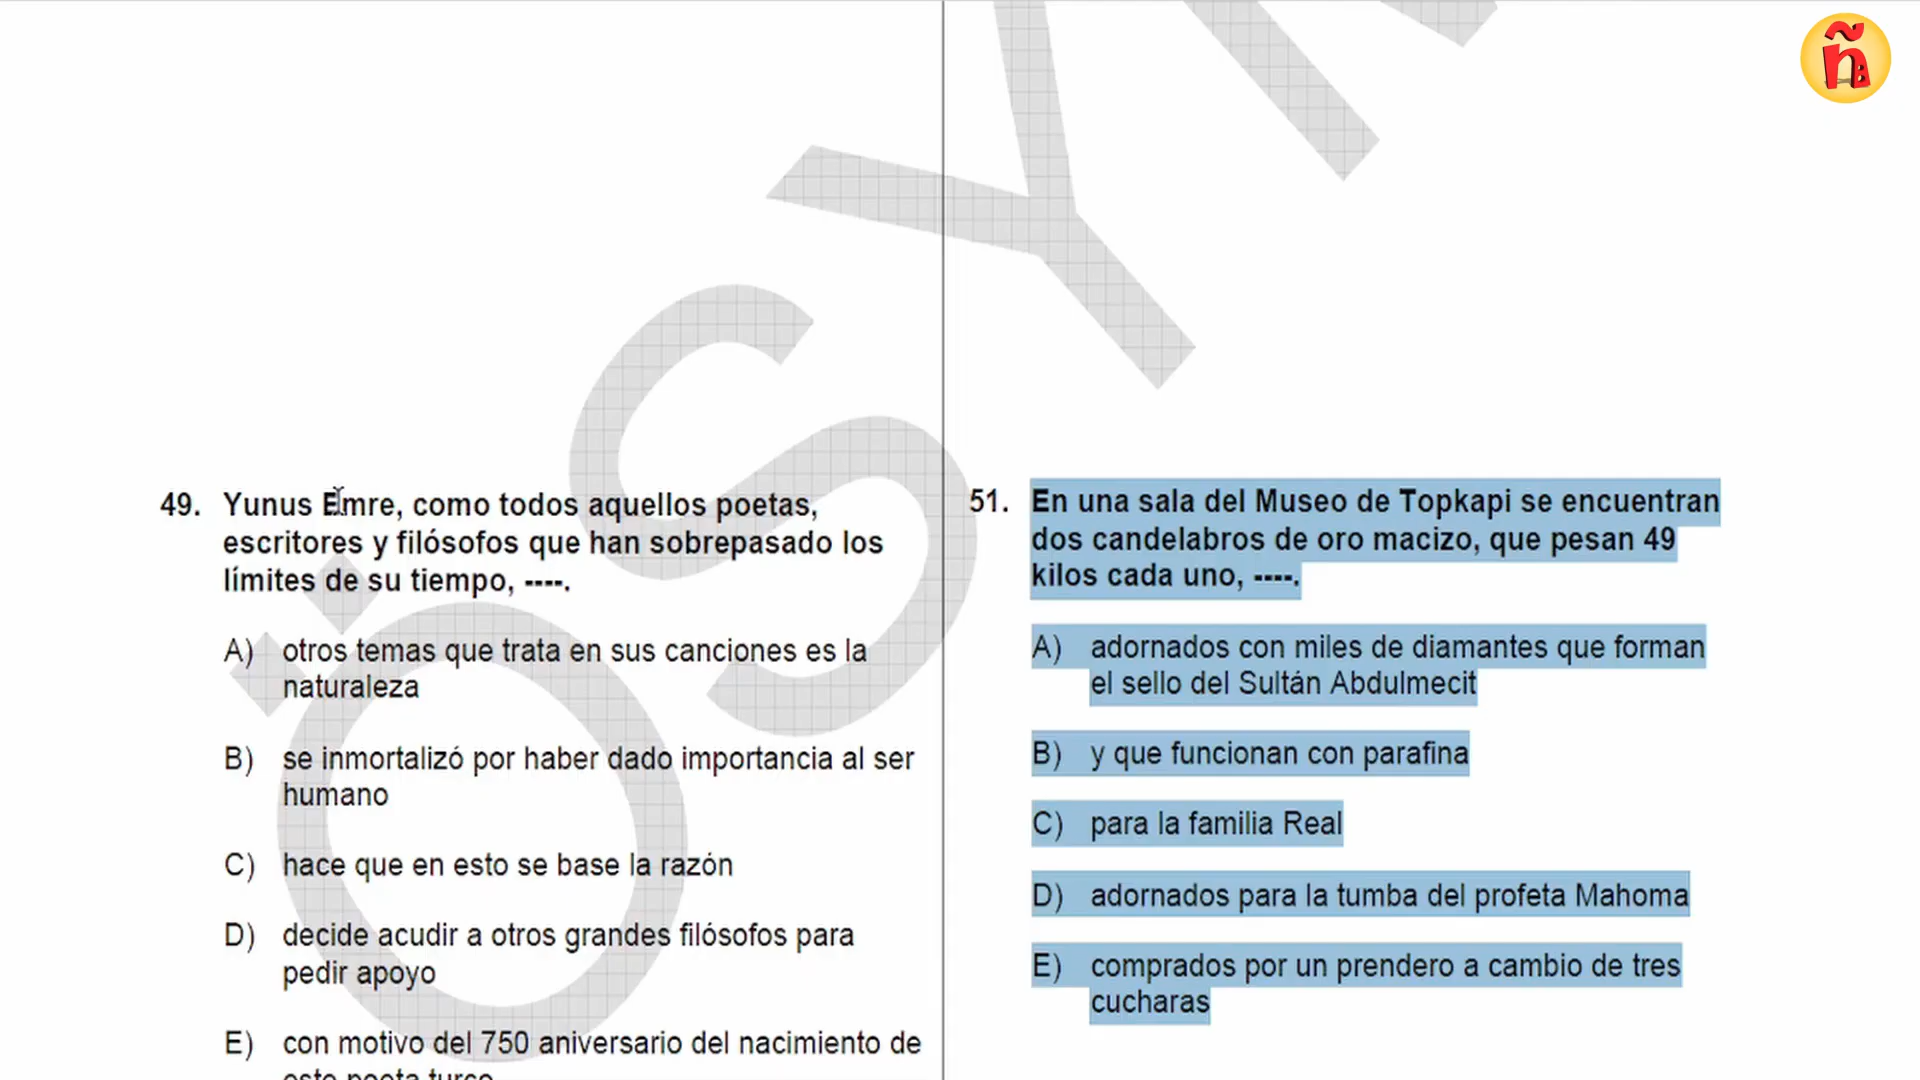 49. Yunus Emre, como todos aquellos poetas,
escritores y filósofos que han sobrepasado los
límites de su tiempo, ----.
A) otros temas que trata en sus canciones es la
naturaleza
B) se inmortalizó por haber dado importancia al ser
humano
C) hace que en esto se base la razón
D) decide acudir a otros grandes filósofos para
pedir apoyo
E) con motivo del 750 aniversario del nacimiento de
este poeta turco
51. En una sala del Museo de Topkapi se encuentran
dos candelabros de oro macizo, que pesan 49
kilos cada uno, ----.
A) adornados con miles de diamantes que forman
el sello del Sultán Abdulmecit
B) y que funcionan con parafina
C) para la familia Real
D) adornados para la tumba del profeta Mahoma
E) comprados por un prendero a cambio de tres
cucharas
ÖSYM
ñ